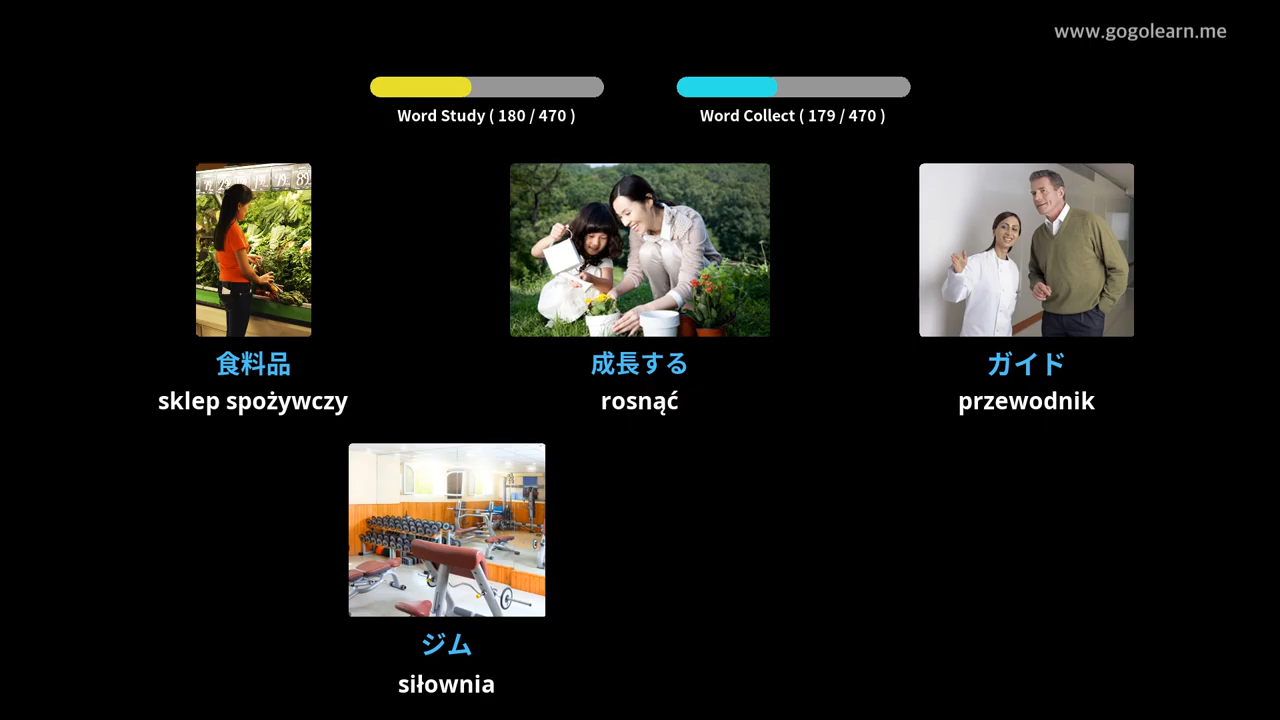 www.gogolearn.me
Word Study ( 180 / 470 )
Word Collect ( 179 / 470 )
食料品
sklep spożywczy
成長する
rosnąć
ガイド
przewodnik
ジム
siłownia